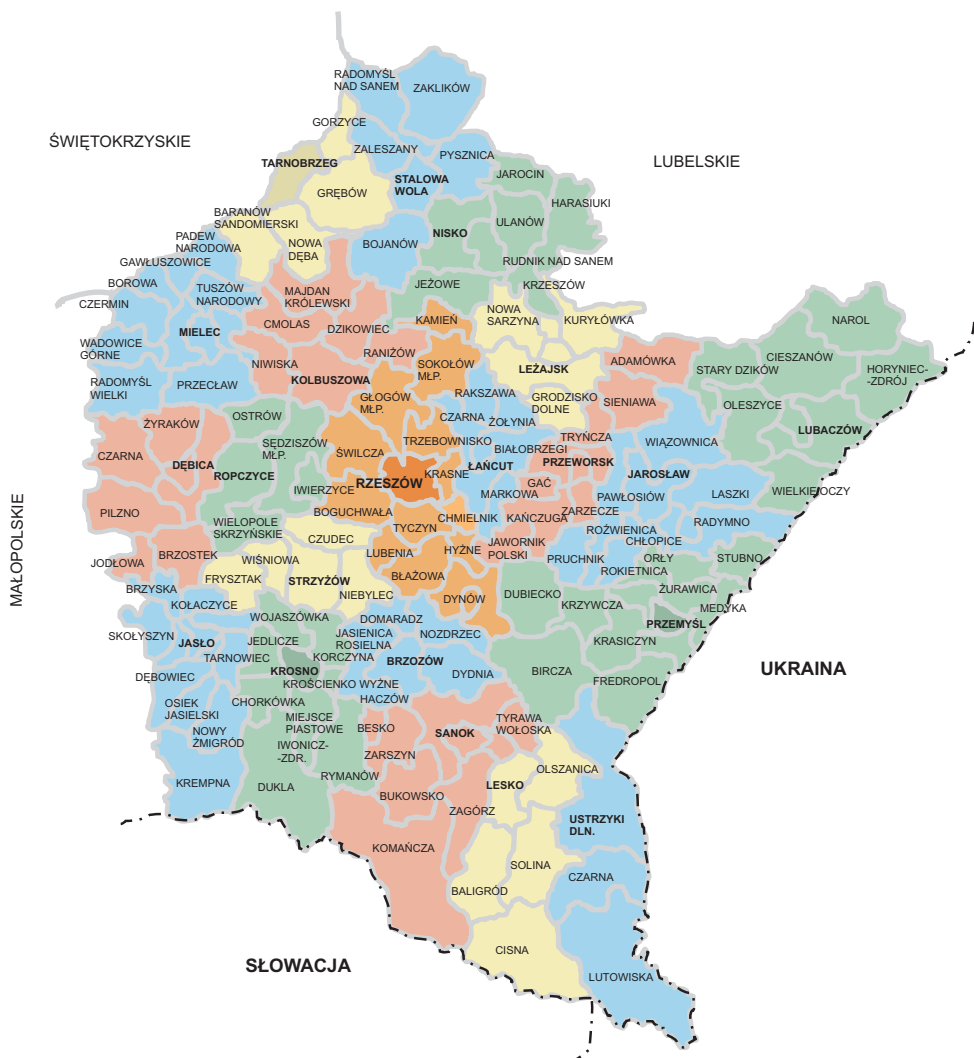 RADOMYŚL
NAD SANEM
ZAKLIKÓW
GORZYCE
ŚWIĘTOKRZYSKIE
ZALESZANY
PYSZNICA
LUBELSKIE
TARNOBRZEG
JAROCIN
STALOWA
WOLA
GRĘBÓW
HARASIUKI
BARANÓW
SANDOMIERSKI
ULANÓW
NISKO
PADEW
NARODOWA
NOWA
DĘBA
BOJANÓW
GAWŁUSZOWICE
RUDNIK NAD SANEM
BOROWA
TUSZÓW
NARODOWY
JEŻOWE
KRZESZÓW
CZERMIN
MAJDAN
KRÓLEWSKI
NOWA
SARZYNA
KURYŁÓWKA
NAROL
MIELEC
CMOLAS
DZIKOWIEC
KAMIEŃ
WADOWICE
GÓRNE
RANIŻÓW
ADAMÓWKA
CIESZANÓW
NIWISKA
SOKOŁÓW
MŁP.
LEŻAJSK
STARY DZIKÓW
HORYNIEC-
-ZDRÓJ
RADOMYŚL
WIELKI
PRZECŁAW
KOLBUSZOWA
RAKSZAWA
GRODZISKO
DOLNE
SIENIAWA
OLESZYCE
GŁOGÓW
MŁP.
OSTRÓW
CZARNA
ŻOŁYNIA
ŻYRAKÓW
LUBACZÓW
SĘDZISZÓW
MŁP.
TRZEBOWNISKO
TRYŃCZA
WIĄZOWNICA
CZARNA
ŚWILCZA
BIAŁOBRZEGI
DĘBICA
ROPCZYCE
KRASNE
ŁAŃCUT
PRZEWORSK
JAROSŁAW
RZESZÓW
GAĆ
IWIERZYCE
MARKOWA
PAWŁOSIÓW
LASZKI
WIELKIE OCZY
PILZNO
BOGUCHWAŁA
CHMIELNIK
KAŃCZUGA
ZARZECZE
WIELOPOLE
SKRZYŃSKIE
TYCZYN
ROŹWIENICA
RADYMNO
CZUDEC
CHŁOPICE
JAWORNIK
POLSKI
JODŁOWA
BRZOSTEK
WIŚNIOWA
LUBENIA
HYŻNE
PRUCHNIK
ORŁY
STUBNO
ROKIETNICA
FRYSZTAK
STRZYŻÓW
BŁAŻOWA
MAŁOPOLSKIE
BRZYSKA
NIEBYLEC
DYNÓW
DUBIECKO
ŻURAWICA
KOŁACZYCE
KRZYWCZA
MEDYKA
WOJASZÓWKA
DOMARADZ
PRZEMYŚL
SKOŁYSZYN
JASŁO
JEDLICZE
JASIENICA
ROSIELNA
NOZDRZEC
KRASICZYN
TARNOWIEC
KORCZYNA
BRZOZÓW
KROSNO
UKRAINA
DĘBOWIEC
KROŚCIENKO WYŻNE
DYDNIA
BIRCZA
FREDROPOL
OSIEK
JASIELSKI
CHORKÓWKA
HACZÓW
MIEJSCE
PIASTOWE
TYRAWA
WOŁOSKA
NOWY
ŻMIGRÓD
BESKO
SANOK
IWONICZ-
-ZDR.
ZARSZYN
OLSZANICA
RYMANÓW
KREMPNA
DUKLA
LESKO
BUKOWSKO
ZAGÓRZ
USTRZYKI
DLN.
KOMAŃCZA
SOLINA
CZARNA
BALIGRÓD
CISNA
SŁOWACJA
LUTOWISKA